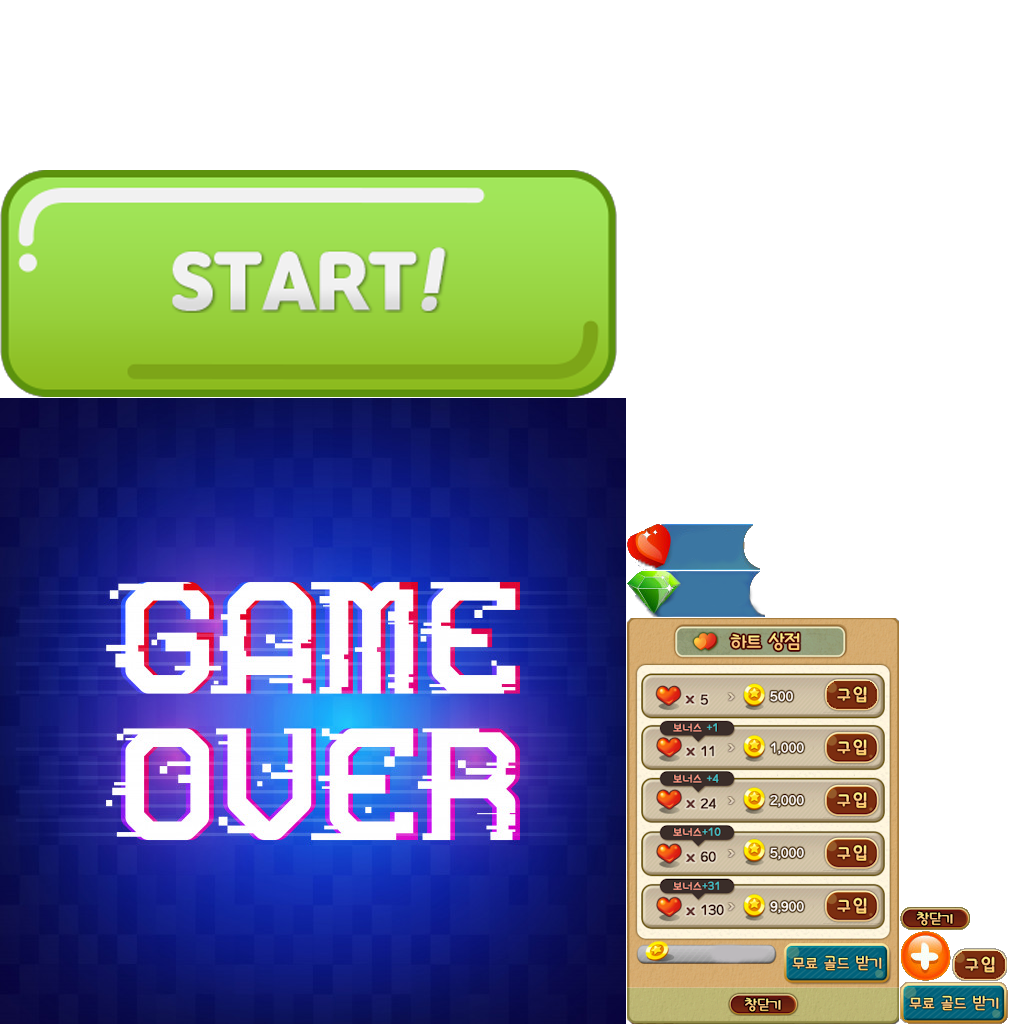 START!
GAME
OVER
하트 상점
x 5 > 500 구입
보너스 +1
x 11 > 1,000 구입
보너스 +4
x 24 > 2,000 구입
보너스+10
x 60 > 5,000 구입
보너스+31
x 130 > 9,900 구입
무료 골드 받기
창닫기
창닫기
구입
무료 골드 받기